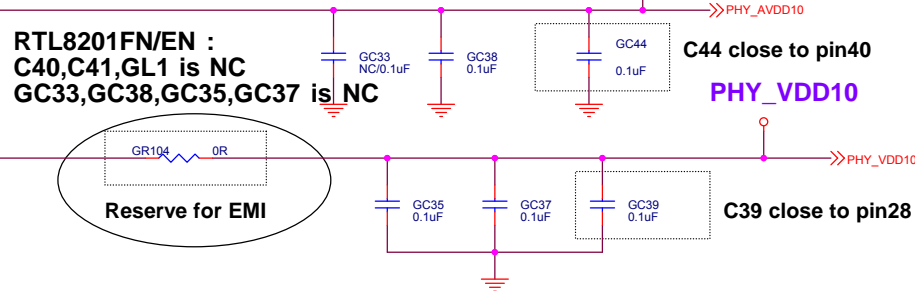 PHY_AVDD10
RTL8201FN/EN :
C40,C41,GL1 is NC
GC33,GC38,GC35,GC37 is NC
GC33
NC/0.1uF
GC38
0.1uF
GC44
0.1uF
C44 close to pin40
PHY_VDD10
GR104 0R
PHY_VDD10
Reserve for EMI
GC35
0.1uF
GC37
0.1uF
GC39
0.1uF
C39 close to pin28